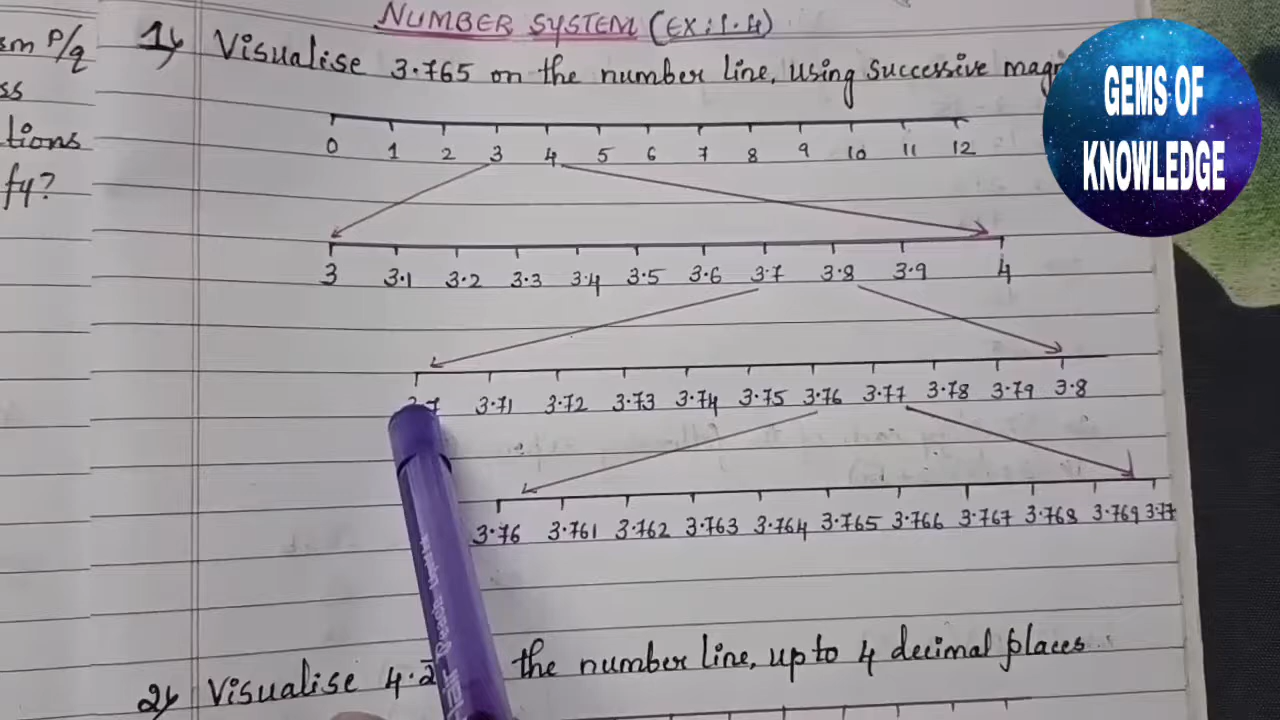 NUMBER SYSTEM (EX:1.4)
sm P/q
ss
tions
fy?
1) Visualise 3.765 on the number line, using successive
0 1 2 3 4 5 6 7 8 9 10 11 12
3 3.1 3.2 3.3 3.4 3.5 3.6 3.7 3.8 3.9 4
3.7 3.71 3.72 3.73 3.74 3.75 3.76 3.77 3.78 3.79 3.8
3.76 3.761 3.762 3.763 3.764 3.765 3.766 3.767 3.768 3.769 3.77
2) Visualise 4.2 the number line, up to 4 decimal places.
GEMS OF
KNOWLEDGE